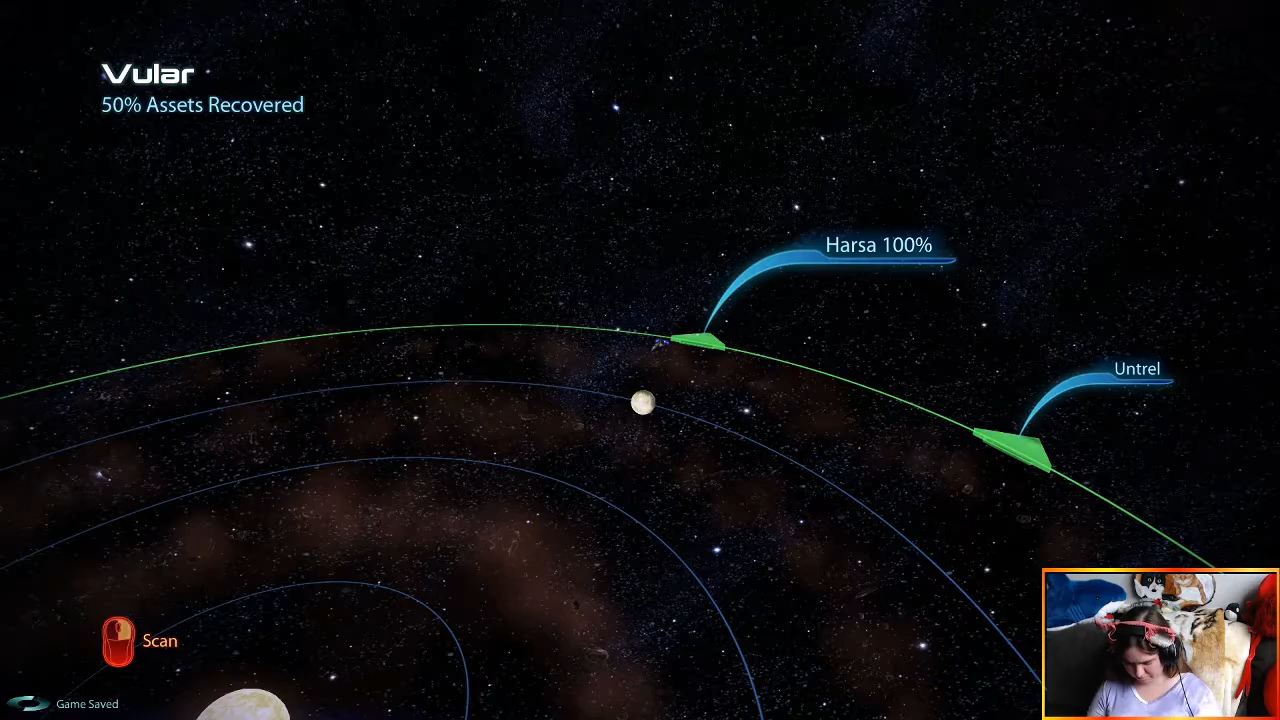 Vular
50% Assets Recovered
Harsa 100%
Untrel
Scan
Game Saved